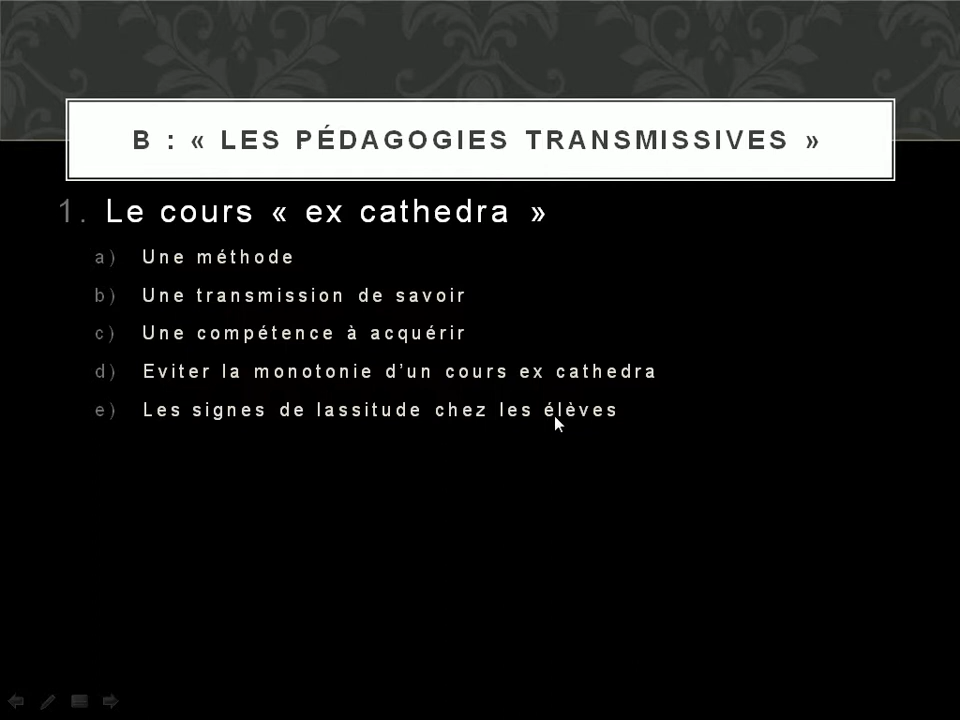 B : « LES PÉDAGOGIES TRANSMISSIVES »
1. Le cours « ex cathedra »
a) Une méthode
b) Une transmission de savoir
c) Une compétence à acquérir
d) Eviter la monotonie d’un cours ex cathedra
e) Les signes de lassitude chez les élèves